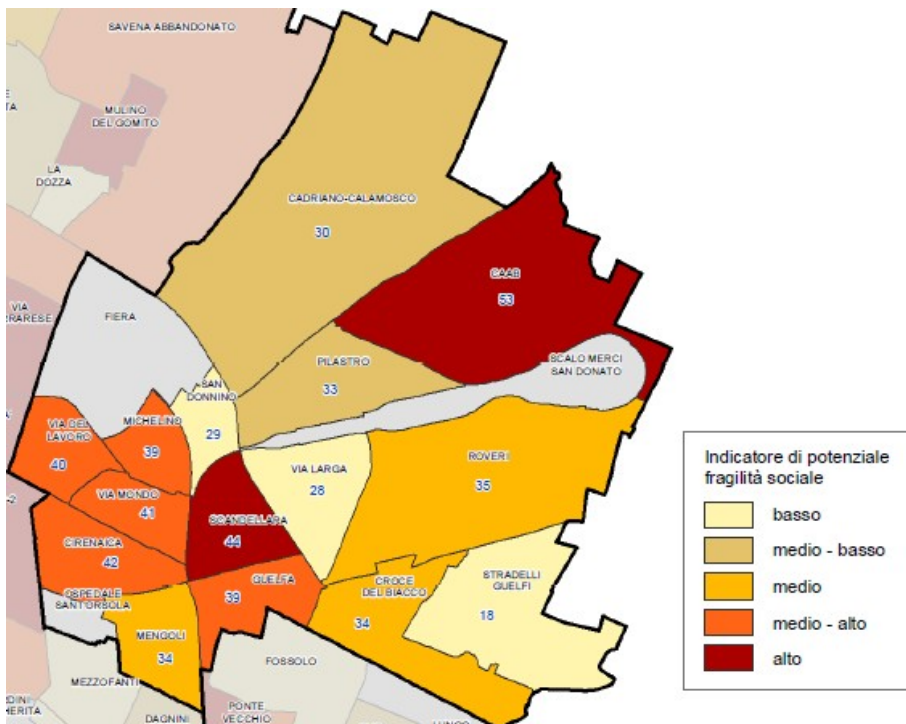 SAVENA ABBANDONATO
MULINO
DEL GOMITO
LA
DOZZA
CADRIANO-CALAMOSCO
30
CAAB
53
VIA
FIERA
SCALO MERCI
SAN DONATO
PILASTRO
33
SAN
DONNINO
29
MICHELINO
39
VIA DEL
LAVORO
40
VIA LARGA
28
ROVERI
35
VIA MONDO
41
SCANDELLARA
44
CIRENAICA
42
GUELFA
39
CROCE
DEL BIACCO
34
STRADELLI
GUELFI
18
OSPEDALE
SANT'ORSOLA
MENGOLI
34
FOSSOLO
MEZZOFANTI
PONTE
VECCHIO
DAGNINI
Indicatore di potenziale
fragilità sociale
basso
medio - basso
medio
medio - alto
alto